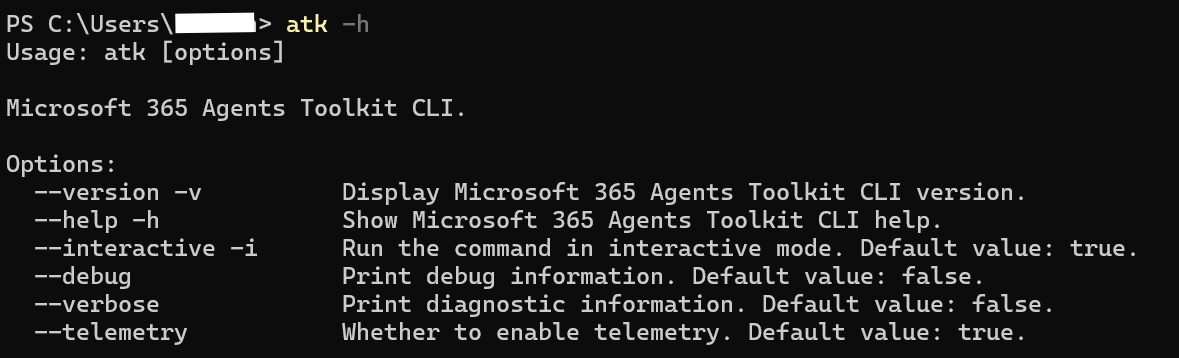 PS C:\Users\> atk -h
Usage: atk [options]
Microsoft 365 Agents Toolkit CLI.
Options:
--version -v Display Microsoft 365 Agents Toolkit CLI version.
--help -h Show Microsoft 365 Agents Toolkit CLI help.
--interactive -i Run the command in interactive mode. Default value: true.
--debug Print debug information. Default value: false.
--verbose Print diagnostic information. Default value: false.
--telemetry Whether to enable telemetry. Default value: true.